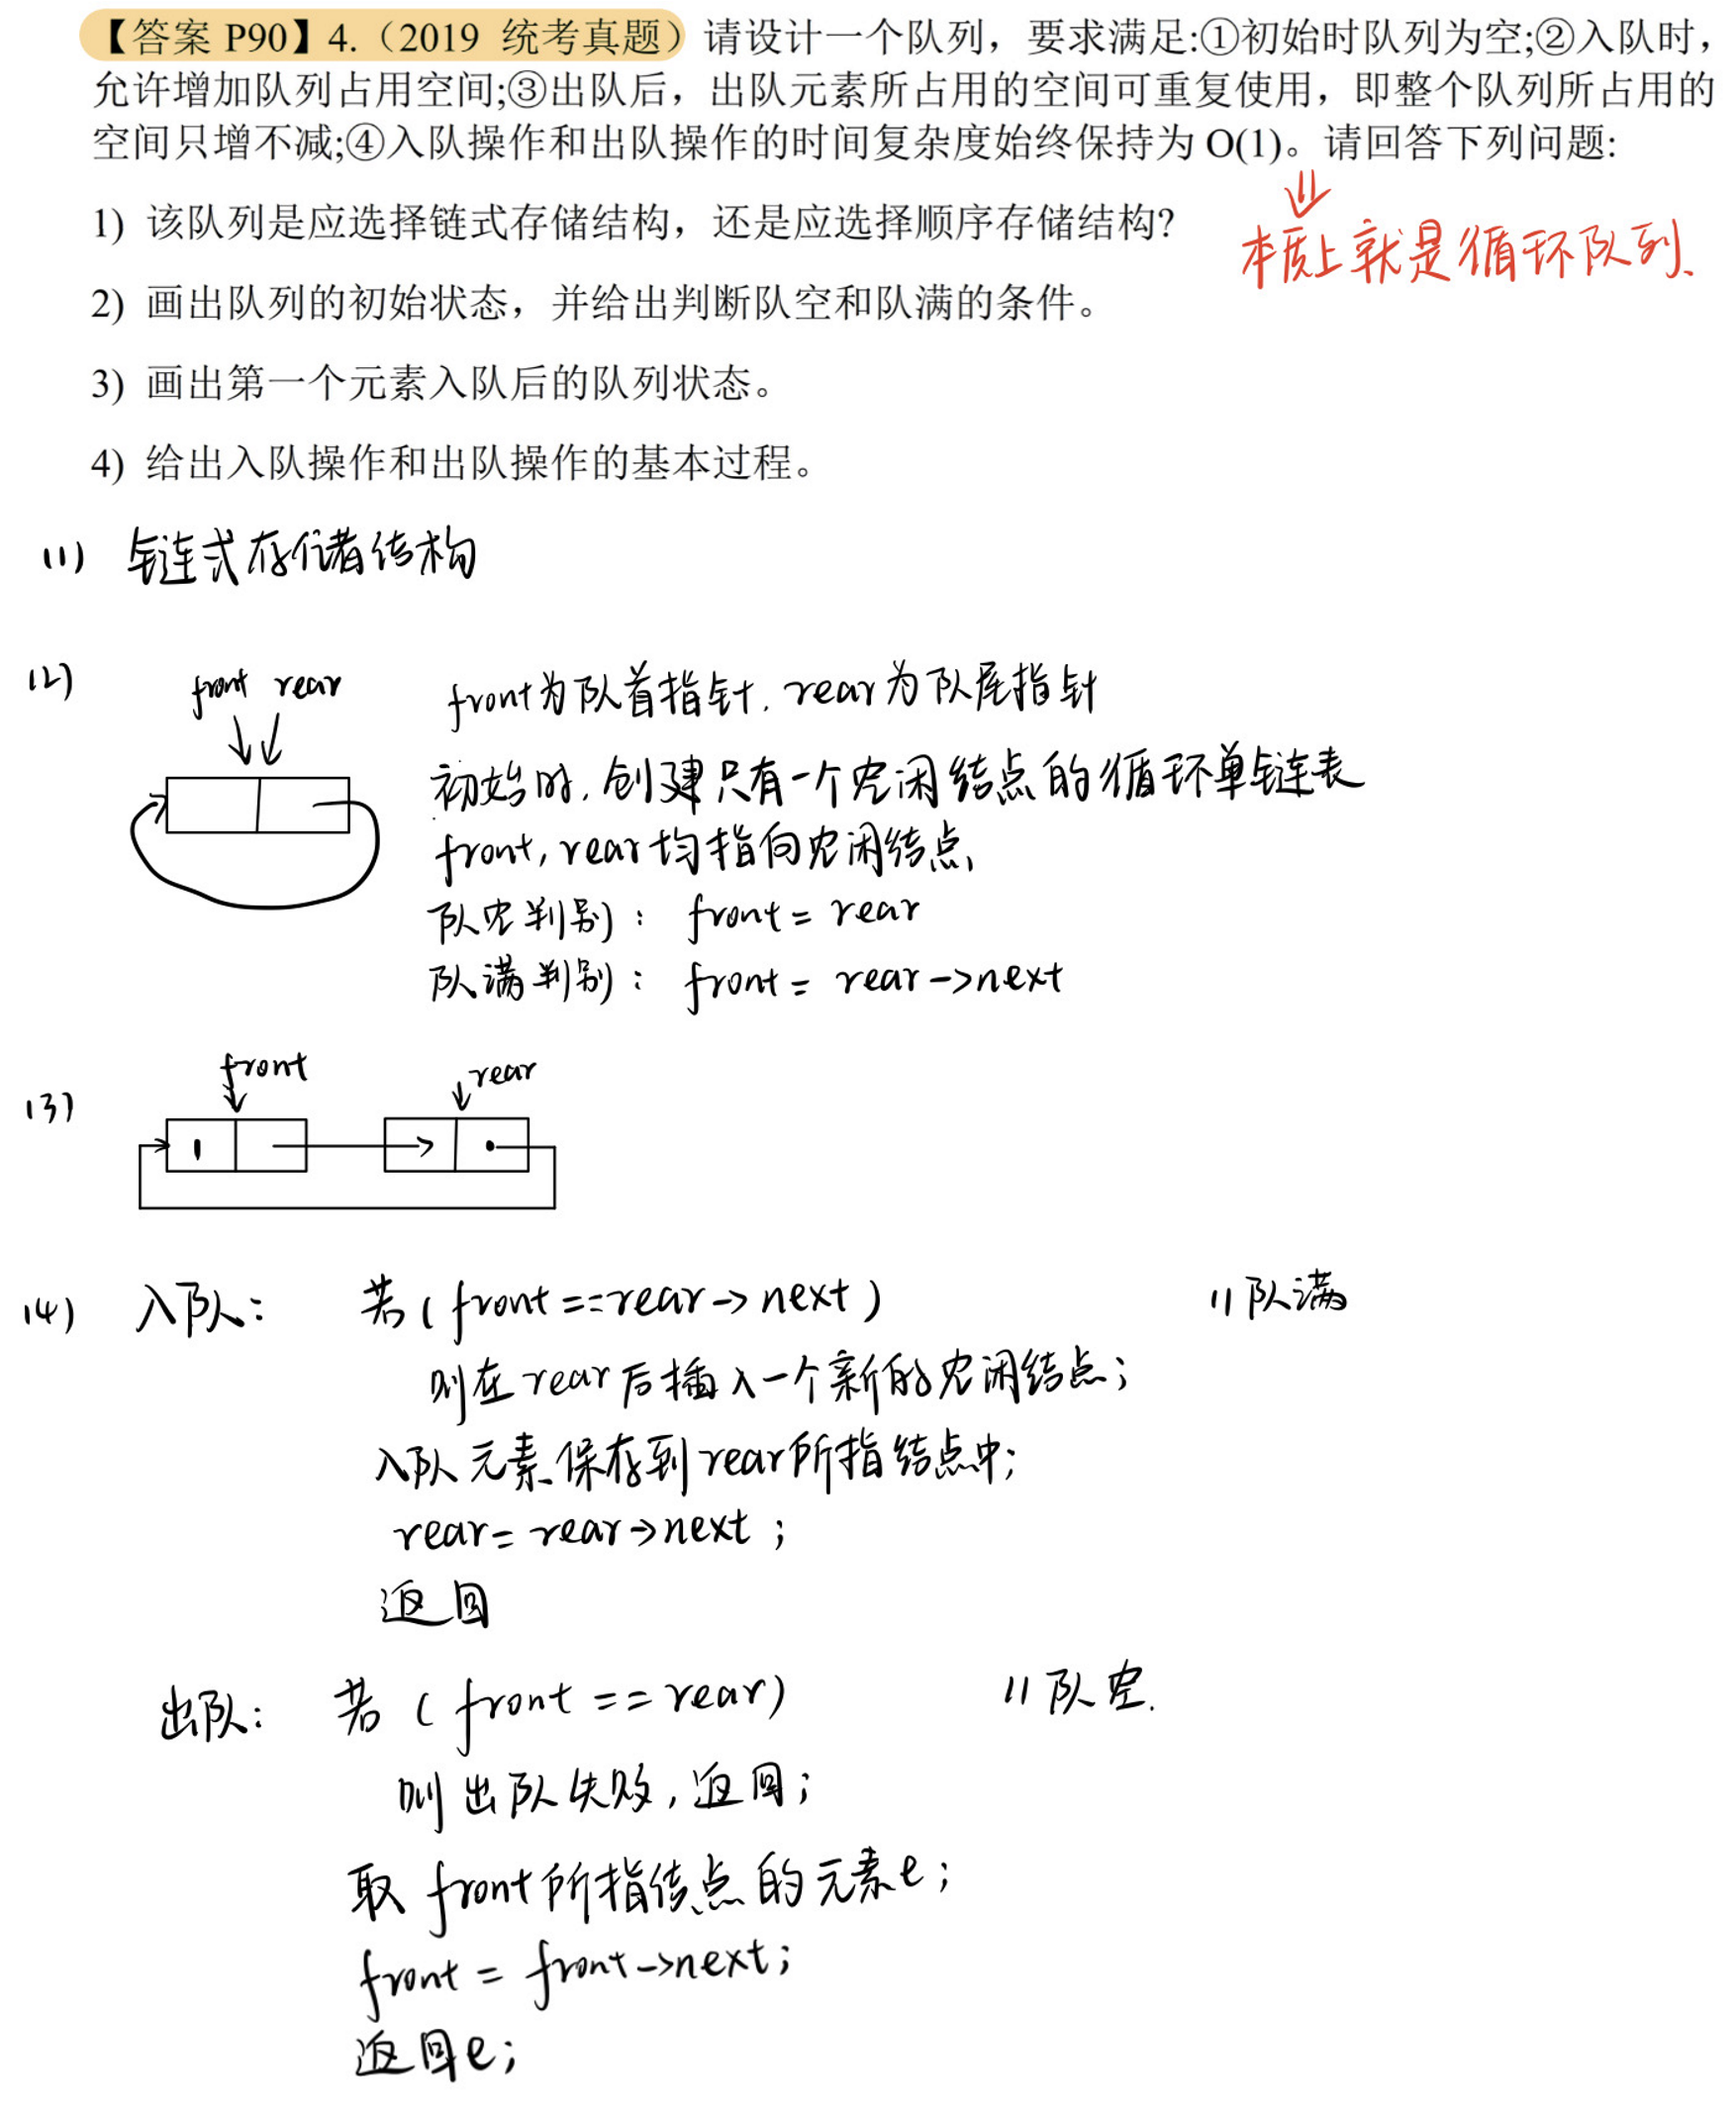 【答案 P90】4.（2019 统考真题）请设计一个队列，要求满足:①初始时队列为空;②入队时，
允许增加队列占用空间;③出队后，出队元素所占用的空间可重复使用，即整个队列所占用的
空间只增不减;④入队操作和出队操作的时间复杂度始终保持为 O(1)。请回答下列问题:
1) 该队列是应选择链式存储结构，还是应选择顺序存储结构?
本质上就是循环队列.
2) 画出队列的初始状态，并给出判断队空和队满的条件。
3) 画出第一个元素入队后的队列状态。
4) 给出入队操作和出队操作的基本过程。
(1) 链式存储结构
(2)
front rear
front为队首指针, rear为队尾指针
初始时, 创建只有一个空闲结点的循环单链表
front, rear均指向空闲结点,
队空判别: front = rear
队满判别: front = rear->next
(3)
front
rear
1
(4) 入队: 若(front==rear->next) //队满
则在rear后插入一个新的空闲结点;
入队元素保存到rear所指结点中;
rear=rear->next;
返回
出队: 若(front==rear) //队空.
则出队失败, 返回;
取front所指结点的元素e;
front = front->next;
返回e;